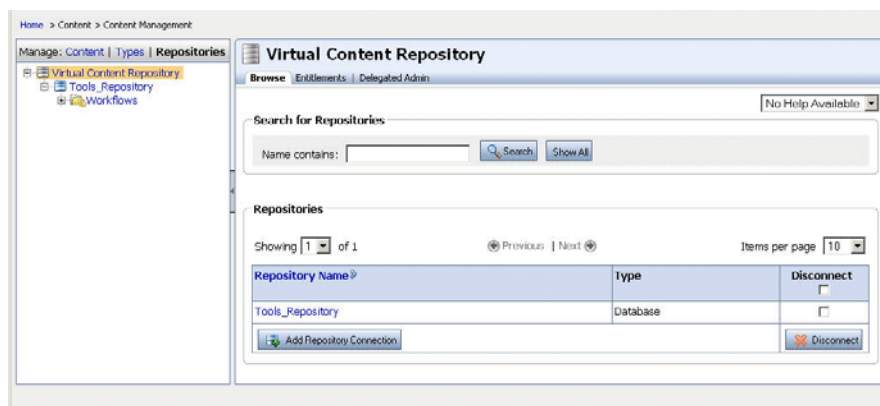 Home > Content > Content Management
Manage: Content | Types | Repositories
Virtual Content Repository
Tools_Repository
Workflows
Virtual Content Repository
Browse Entitlements | Delegated Admin
No Help Available
Search for Repositories
Name contains: Search Show All
Repositories
Showing 1 of 1 Previous | Next Items per page 10
Repository Name Type Disconnect
Tools_Repository Database
Add Repository Connection Disconnect